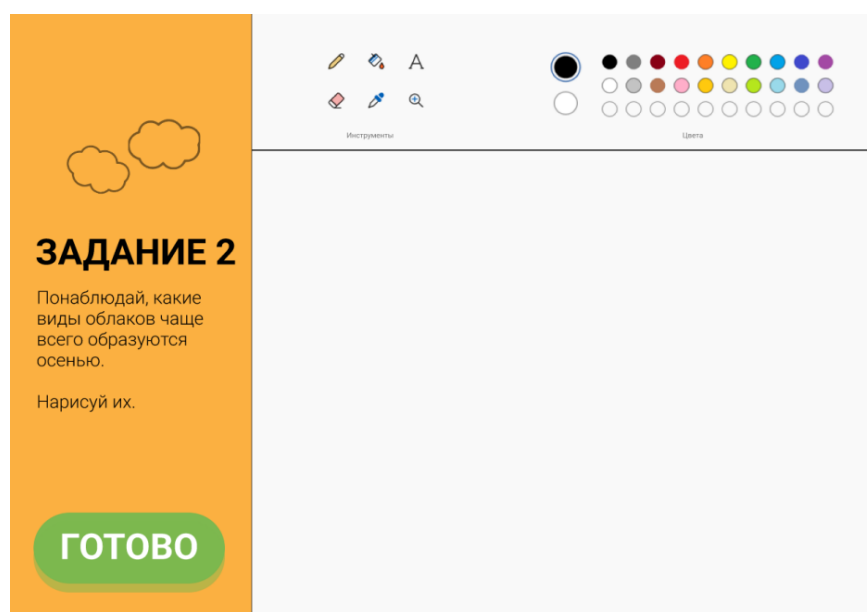 ЗАДАНИЕ 2
Понаблюдай, какие
виды облаков чаще
всего образуются
осенью.
Нарисуй их.
ГОТОВО
A
Инструменты
Цвета